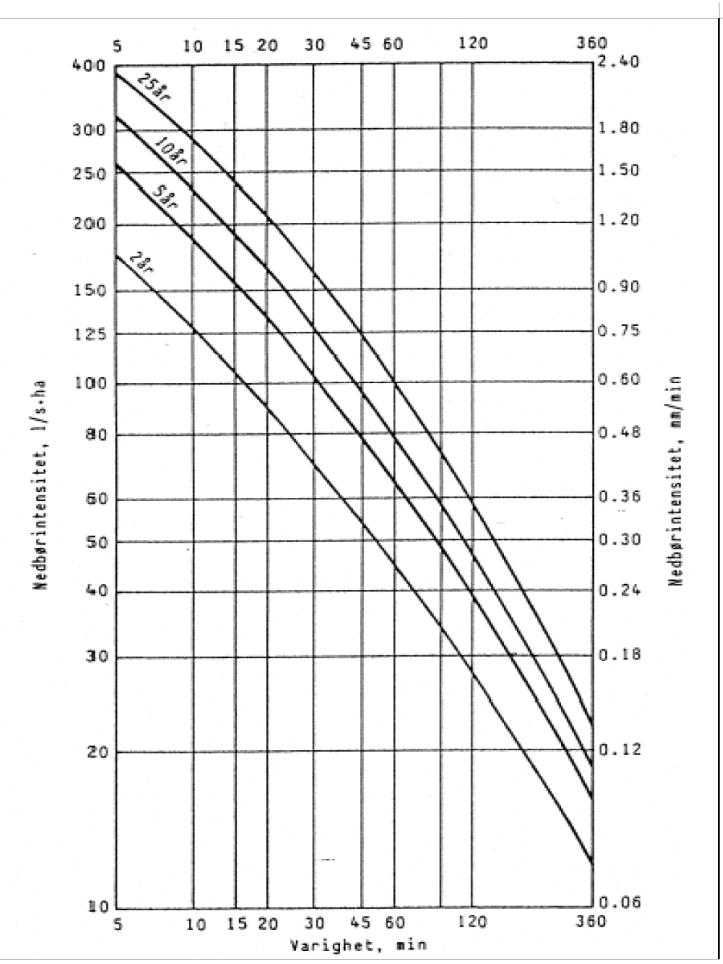 5 10 15 20 30 45 60 120 360
400 2.40
300 1.80
250 1.50
200 1.20
150 0.90
125 0.75
100 0.60
80 0.48
60 0.36
50 0.30
40 0.24
30 0.18
20 0.12
10 0.06
25år
10år
5år
2år
Nedbørintensitet, l/s·ha
Nedbørintensitet, mm/min
5 10 15 20 30 45 60 120 360
Varighet, min